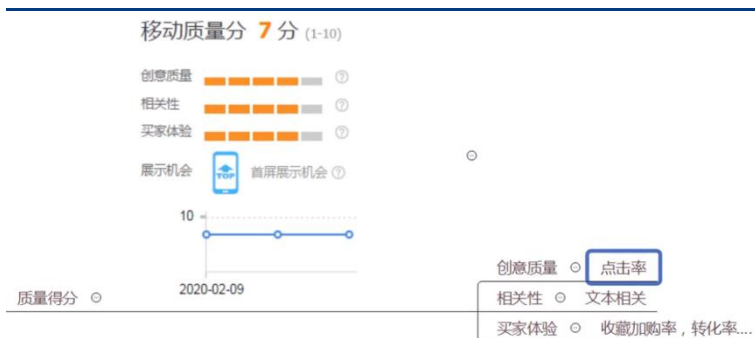 移动质量分 7 分 (1-10)
创意质量
相关性
买家体验
展示机会 TOP 首屏展示机会
10
2020-02-09
质量得分
创意质量 点击率
相关性 文本相关
买家体验 收藏加购率，转化率....